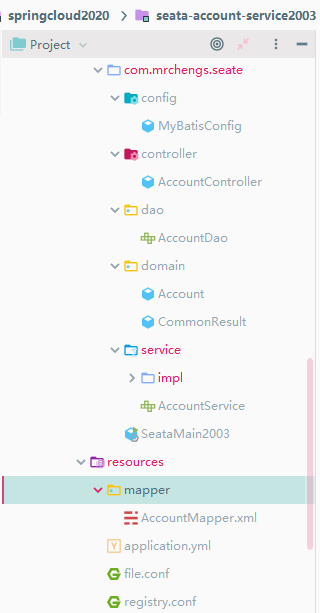 springcloud2020 > seata-account-service2003
Project
com.mrchengs.seate
config
MyBatisConfig
controller
AccountController
dao
AccountDao
domain
Account
CommonResult
service
impl
AccountService
SeataMain2003
resources
mapper
AccountMapper.xml
application.yml
file.conf
registry.conf